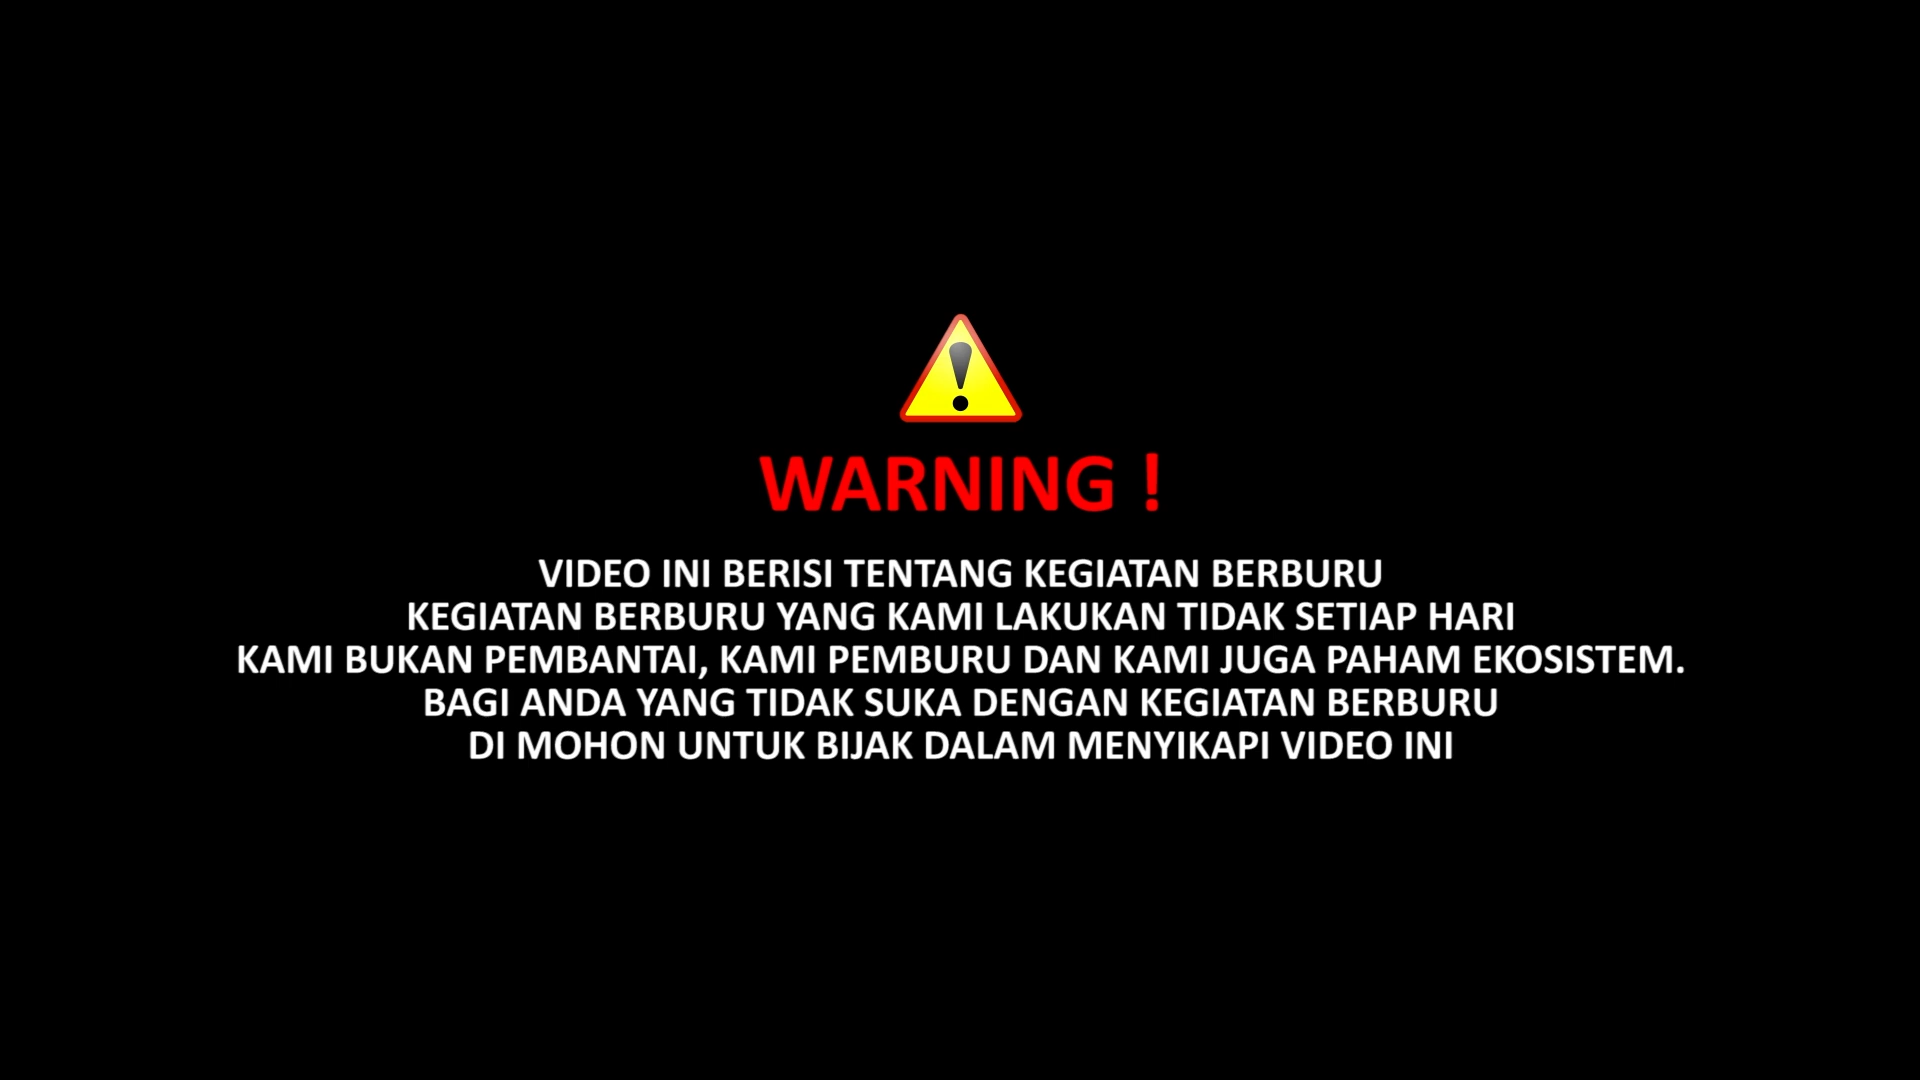 WARNING !
VIDEO INI BERISI TENTANG KEGIATAN BERBURU
KEGIATAN BERBURU YANG KAMI LAKUKAN TIDAK SETIAP HARI
KAMI BUKAN PEMBANTAI, KAMI PEMBURU DAN KAMI JUGA PAHAM EKOSISTEM.
BAGI ANDA YANG TIDAK SUKA DENGAN KEGIATAN BERBURU
DI MOHON UNTUK BIJAK DALAM MENYIKAPI VIDEO INI